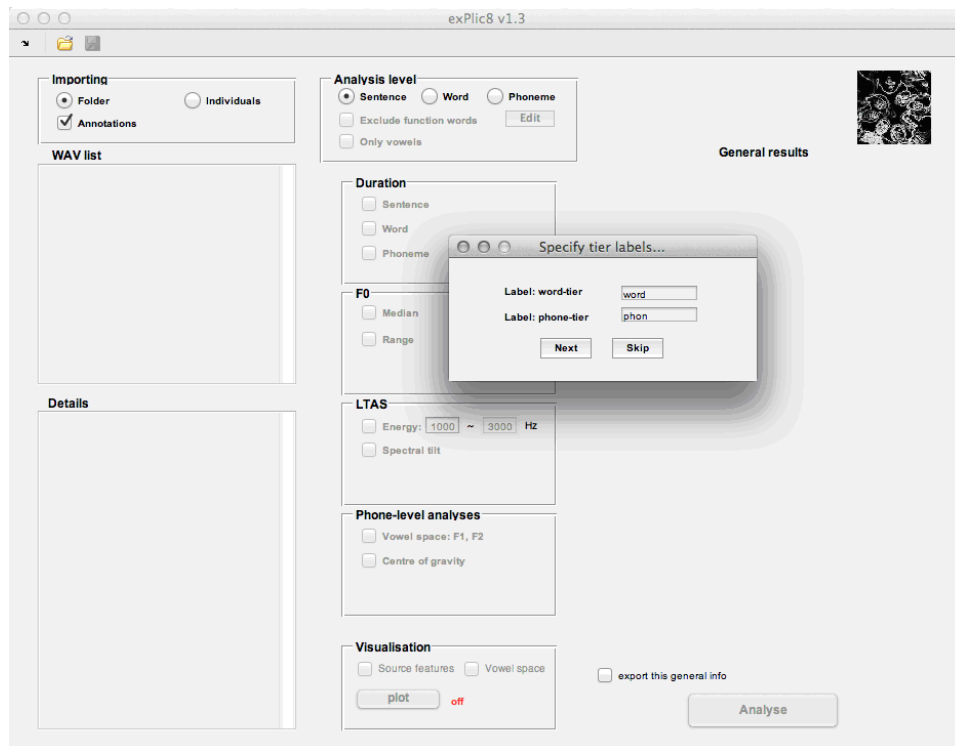 exPlic8 v1.3
Importing
Folder Individuals
Annotations
WAV list
Details
Analysis level
Sentence Word Phoneme
Exclude function words Edit
Only vowels
General results
Duration
Sentence
Word
Phoneme
F0
Median
Range
LTAS
Energy: 1000 ~ 3000 Hz
Spectral tilt
Phone-level analyses
Vowel space: F1, F2
Centre of gravity
Visualisation
Source features Vowel space
plot off
Specify tier labels...
Label: word-tier word
Label: phone-tier phon
Next Skip
export this general info
Analyse